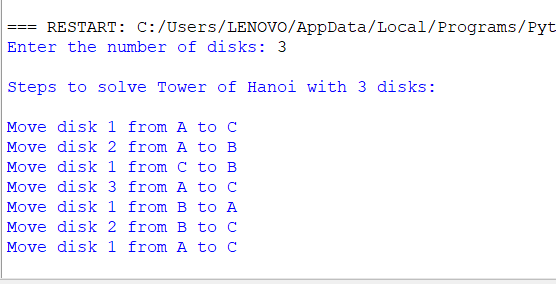 === RESTART: C:/Users/LENOVO/AppData/Local/Programs/Pyt
Enter the number of disks: 3
Steps to solve Tower of Hanoi with 3 disks:
Move disk 1 from A to C
Move disk 2 from A to B
Move disk 1 from C to B
Move disk 3 from A to C
Move disk 1 from B to A
Move disk 2 from B to C
Move disk 1 from A to C